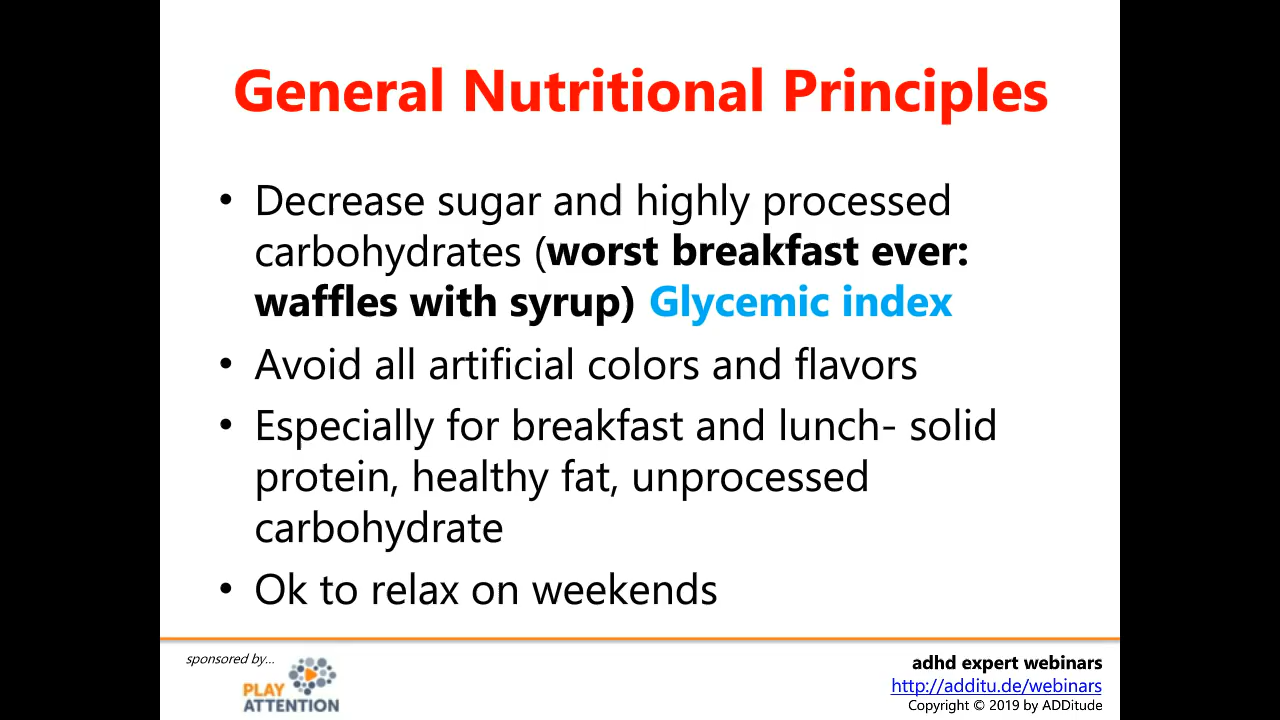 General Nutritional Principles
• Decrease sugar and highly processed
carbohydrates (worst breakfast ever:
waffles with syrup) Glycemic index
• Avoid all artificial colors and flavors
• Especially for breakfast and lunch- solid
protein, healthy fat, unprocessed
carbohydrate
• Ok to relax on weekends
sponsored by...
PLAY
ATTENTION
adhd expert webinars
http://additu.de/webinars
Copyright © 2019 by ADDitude